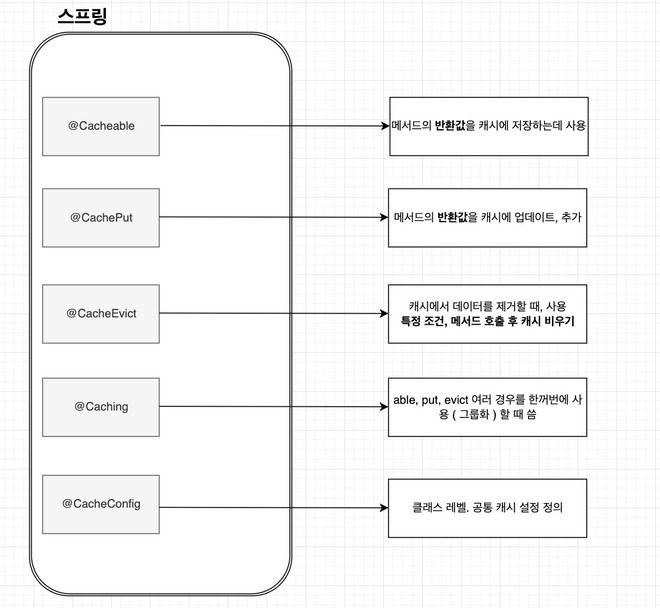 스프링
@Cacheable
메서드의 반환값을 캐시에 저장하는데 사용
@CachePut
메서드의 반환값을 캐시에 업데이트, 추가
@CacheEvict
캐시에서 데이터를 제거할 때, 사용
특정 조건, 메서드 호출 후 캐시 비우기
@Caching
able, put, evict 여러 경우를 한꺼번에 사
용 ( 그룹화 ) 할 때 씀
@CacheConfig
클래스 레벨. 공통 캐시 설정 정의